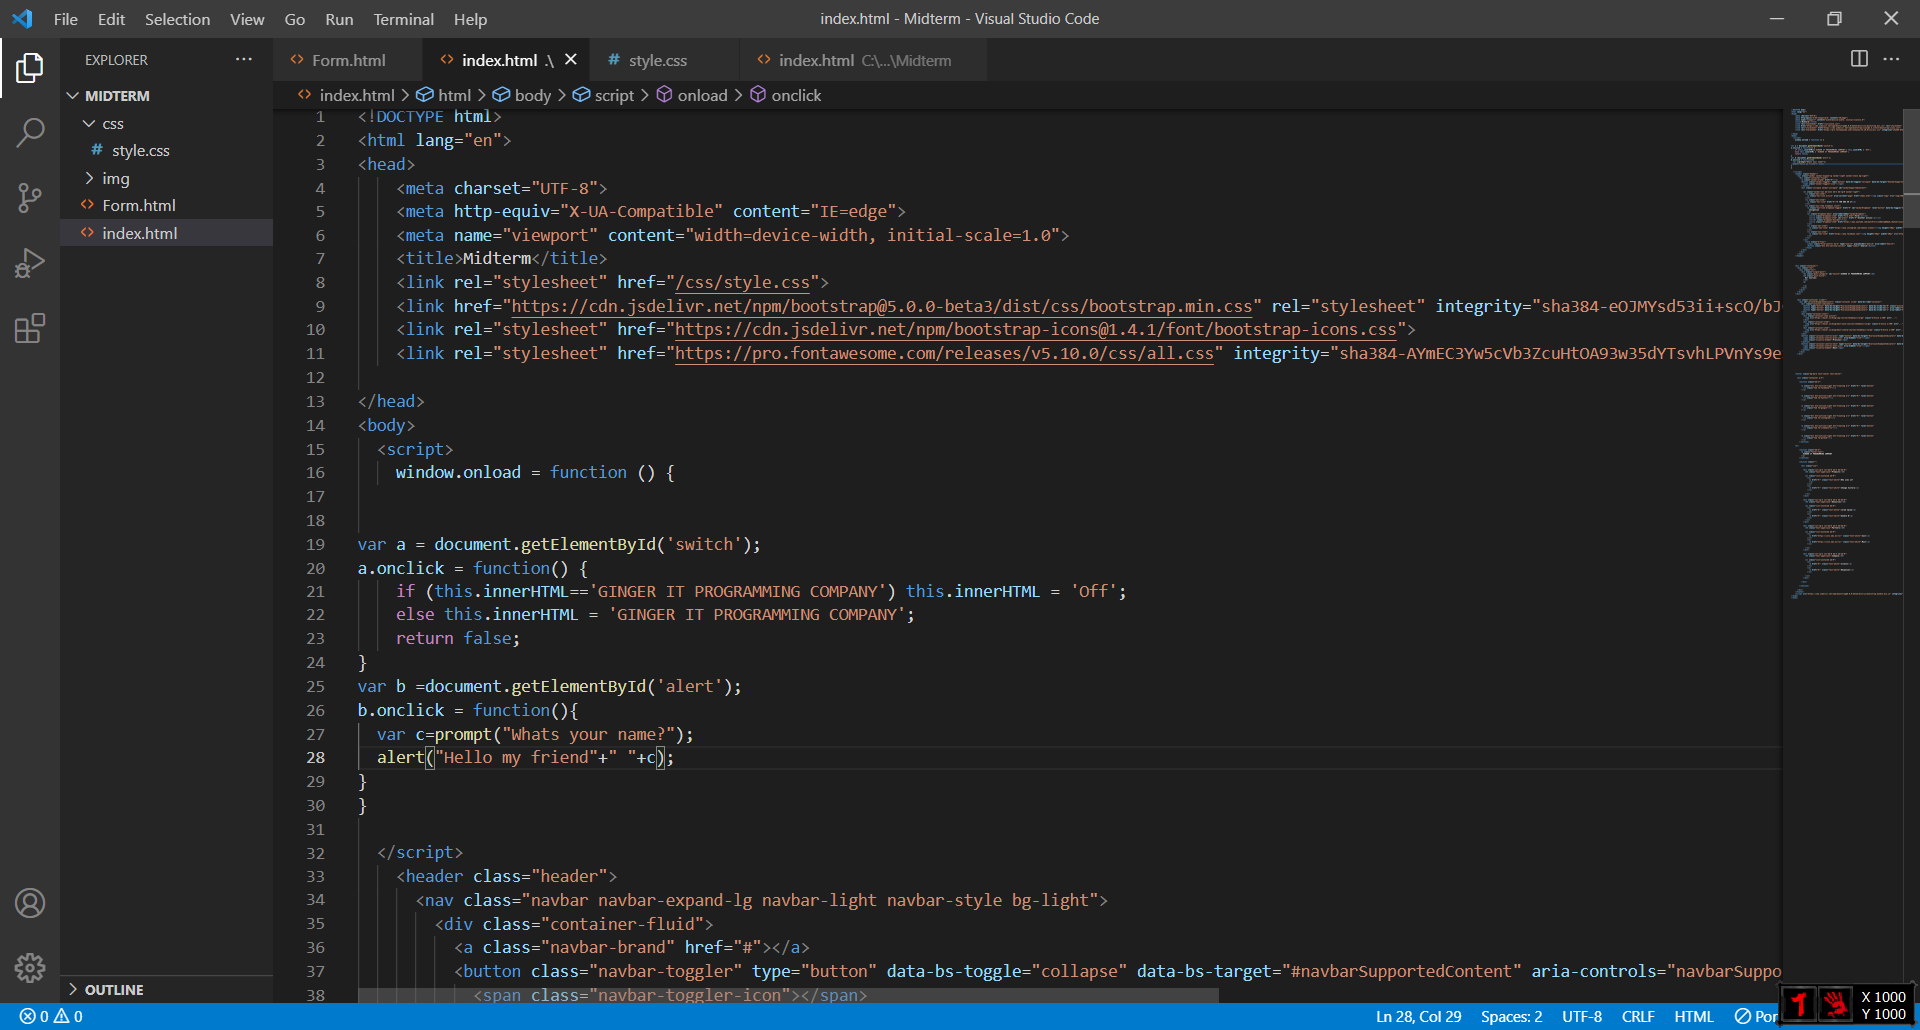 File Edit Selection View Go Run Terminal Help
index.html - Midterm - Visual Studio Code
EXPLORER
MIDTERM
css
# style.css
img
<> Form.html
<> index.html
OUTLINE
<> Form.html
<> index.html .\
# style.css
<> index.html C:\...\Midterm
<> index.html > html > body > script > onload > onclick
1 <!DOCTYPE html>
2 <html lang="en">
3 <head>
4 <meta charset="UTF-8">
5 <meta http-equiv="X-UA-Compatible" content="IE=edge">
6 <meta name="viewport" content="width=device-width, initial-scale=1.0">
7 <title>Midterm</title>
8 <link rel="stylesheet" href="/css/style.css">
9 <link href="https://cdn.jsdelivr.net/npm/bootstrap@5.0.0-beta3/dist/css/bootstrap.min.css" rel="stylesheet" integrity="sha384-eOJMYsd53ii+scO/bJ
10 <link rel="stylesheet" href="https://cdn.jsdelivr.net/npm/bootstrap-icons@1.4.1/font/bootstrap-icons.css">
11 <link rel="stylesheet" href="https://pro.fontawesome.com/releases/v5.10.0/css/all.css" integrity="sha384-AYmEC3Yw5cVb3ZcuHtOA93w35dYTsvhLPVnYs9e
12
13 </head>
14 <body>
15 <script>
16 window.onload = function () {
17
18
19 var a = document.getElementById('switch');
20 a.onclick = function() {
21 if (this.innerHTML=='GINGER IT PROGRAMMING COMPANY') this.innerHTML = 'Off';
22 else this.innerHTML = 'GINGER IT PROGRAMMING COMPANY';
23 return false;
24 }
25 var b =document.getElementById('alert');
26 b.onclick = function(){
27 var c=prompt("Whats your name?");
28 alert("Hello my friend"+" "+c);
29 }
30 }
31
32 </script>
33 <header class="header">
34 <nav class="navbar navbar-expand-lg navbar-light navbar-style bg-light">
35 <div class="container-fluid">
36 <a class="navbar-brand" href="#"></a>
37 <button class="navbar-toggler" type="button" data-bs-toggle="collapse" data-bs-target="#navbarSupportedContent" aria-controls="navbarSuppo
38 <span class="navbar-toggler-icon"></span>
0 0
Ln 28, Col 29 Spaces: 2 UTF-8 CRLF HTML Por
X 1000
Y 1000